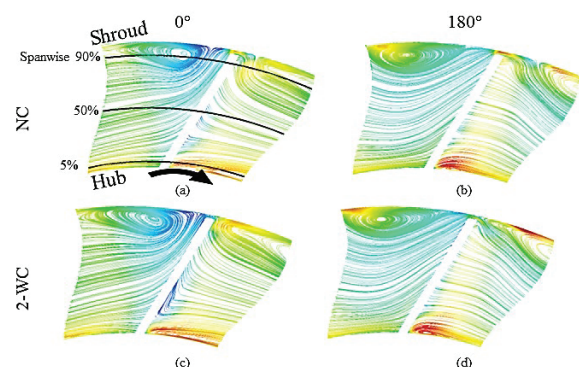 0° 180°
Shroud
Spanwise 90%
NC
50%
5%
Hub
(a) (b)
2-WC
(c) (d)